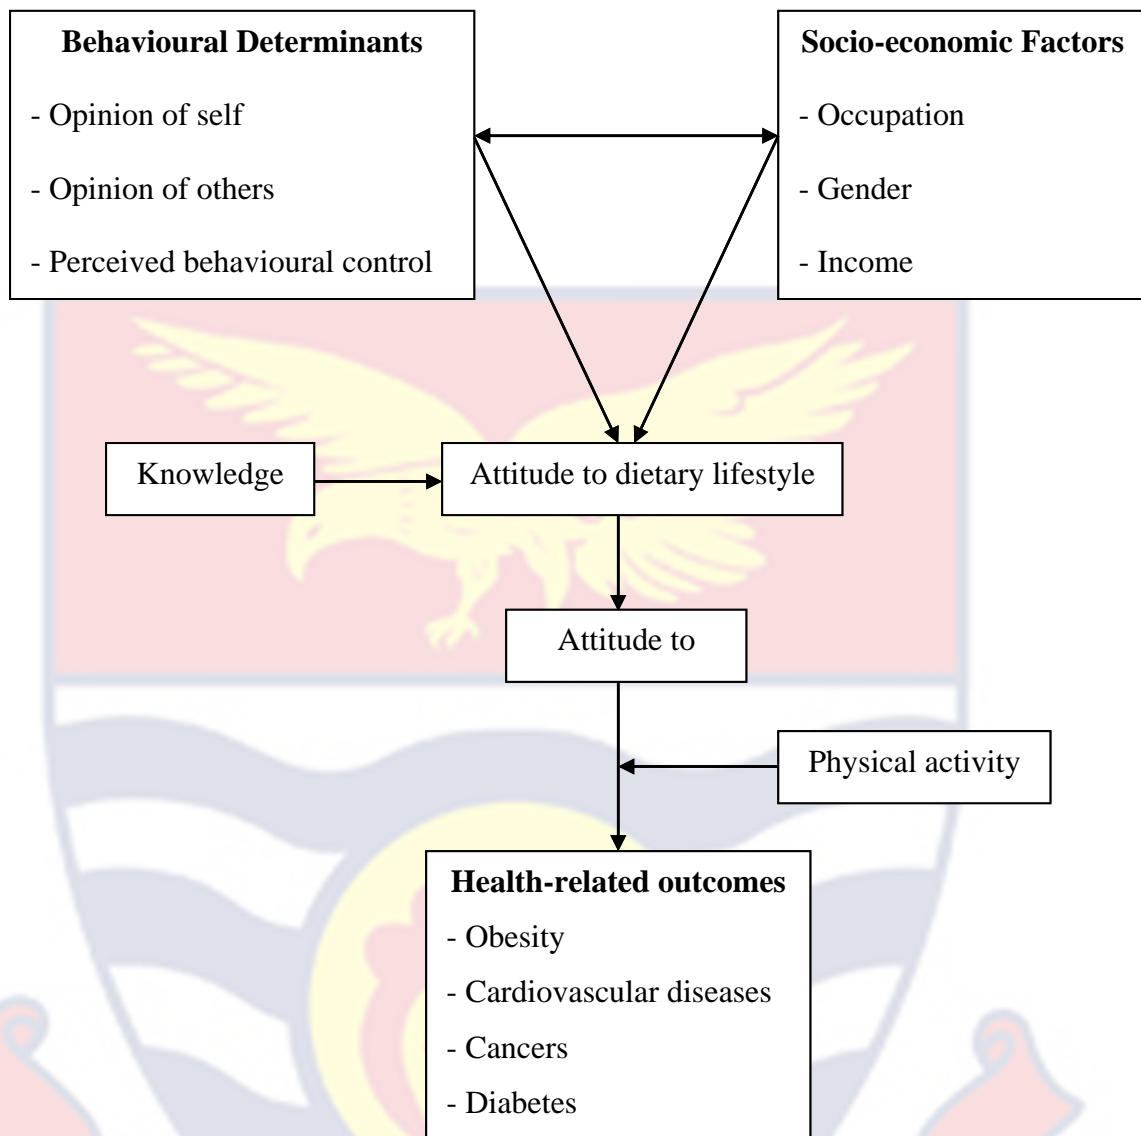 Behavioural Determinants
- Opinion of self
- Opinion of others
- Perceived behavioural control
Socio-economic Factors
- Occupation
- Gender
- Income
Knowledge
Attitude to dietary lifestyle
Attitude to
Physical activity
Health-related outcomes
- Obesity
- Cardiovascular diseases
- Cancers
- Diabetes